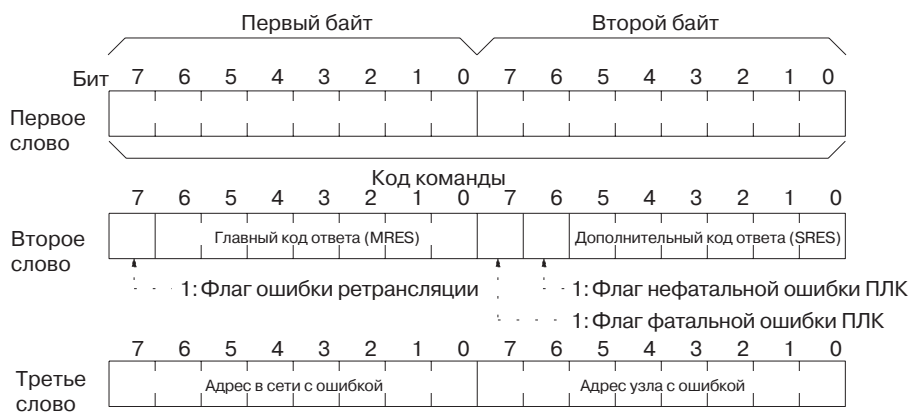 Первый байт Второй байт
Бит 7 6 5 4 3 2 1 0 7 6 5 4 3 2 1 0
Первое
слово
Код команды
7 6 5 4 3 2 1 0 7 6 5 4 3 2 1 0
Второе
слово
Главный код ответа (MRES) Дополнительный код ответа (SRES)
1: Флаг ошибки ретрансляции 1: Флаг нефатальной ошибки ПЛК
1: Флаг фатальной ошибки ПЛК
7 6 5 4 3 2 1 0 7 6 5 4 3 2 1 0
Третье
слово
Адрес в сети с ошибкой Адрес узла с ошибкой